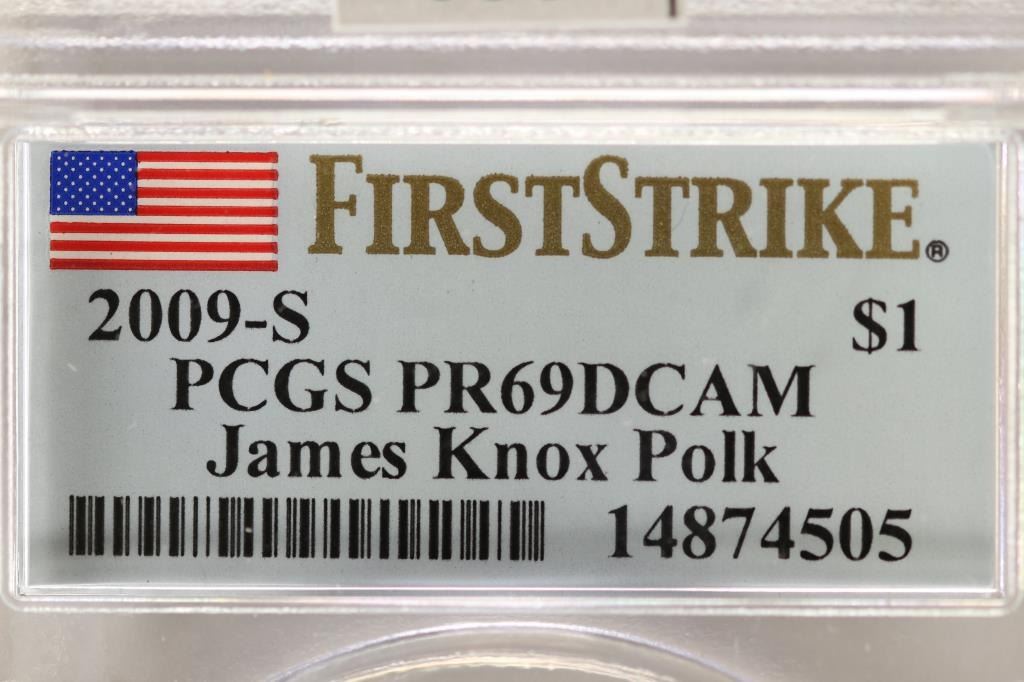 FIRSTSTRIKE®
2009-S $1
PCGS PR69DCAM
James Knox Polk
14874505